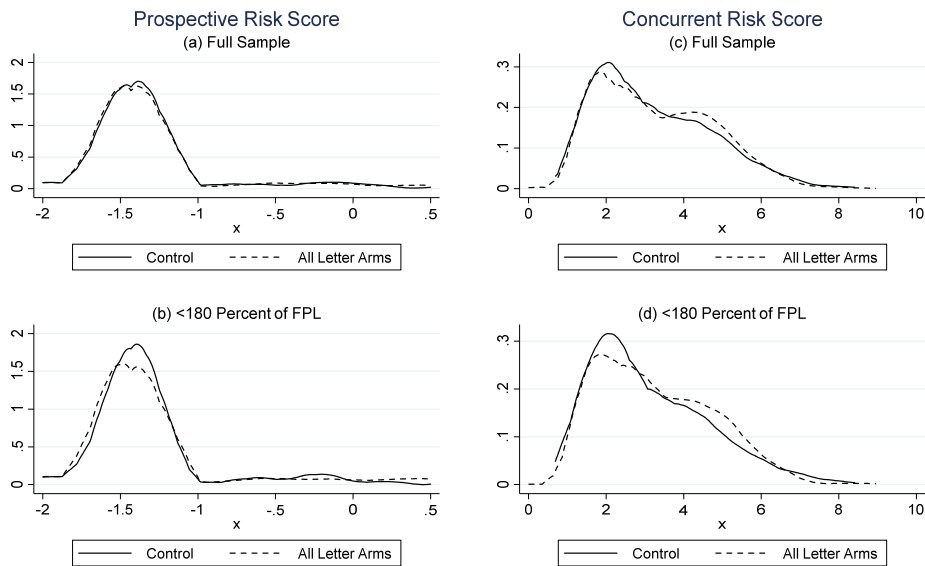 Prospective Risk Score
(a) Full Sample
2
1.5
1
.5
0
-2 -1.5 -1 -.5 0 .5
x
Control All Letter Arms
(b) <180 Percent of FPL
2
1.5
1
.5
0
-2 -1.5 -1 -.5 0 .5
x
Control All Letter Arms
Concurrent Risk Score
(c) Full Sample
.3
.2
.1
0
0 2 4 6 8 10
x
Control All Letter Arms
(d) <180 Percent of FPL
.3
.2
.1
0
0 2 4 6 8 10
x
Control All Letter Arms